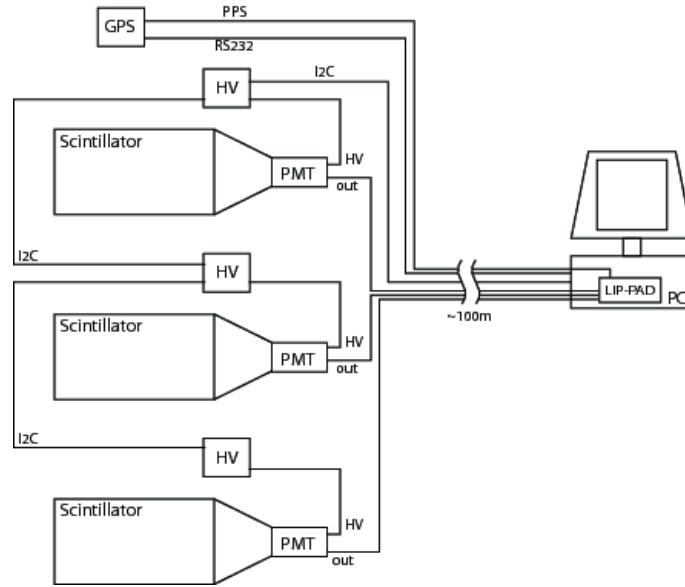 GPS
PPS
RS232
I2C
HV
Scintillator
PMT
HV
out
I2C
HV
Scintillator
PMT
HV
out
LIP-PAD
PC
~100m
I2C
HV
Scintillator
PMT
HV
out